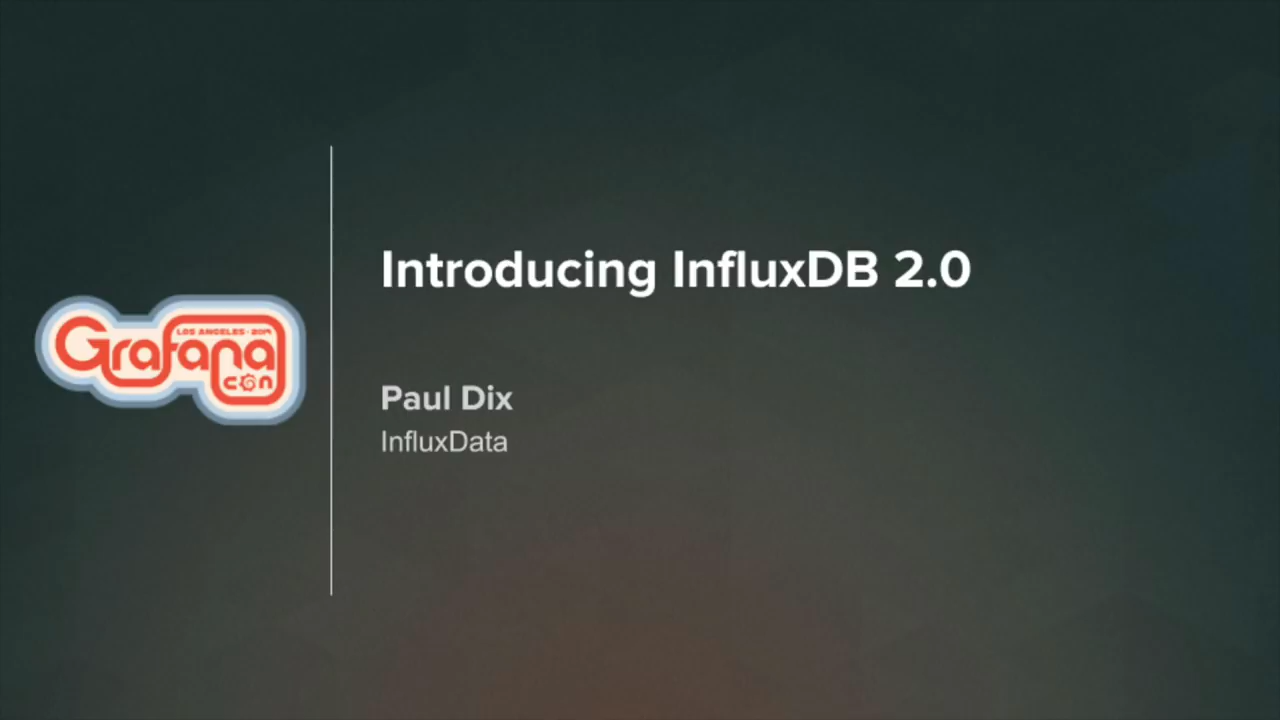 Introducing InfluxDB 2.0
LOS ANGELES · 2019
Grafana
con
Paul Dix
InfluxData